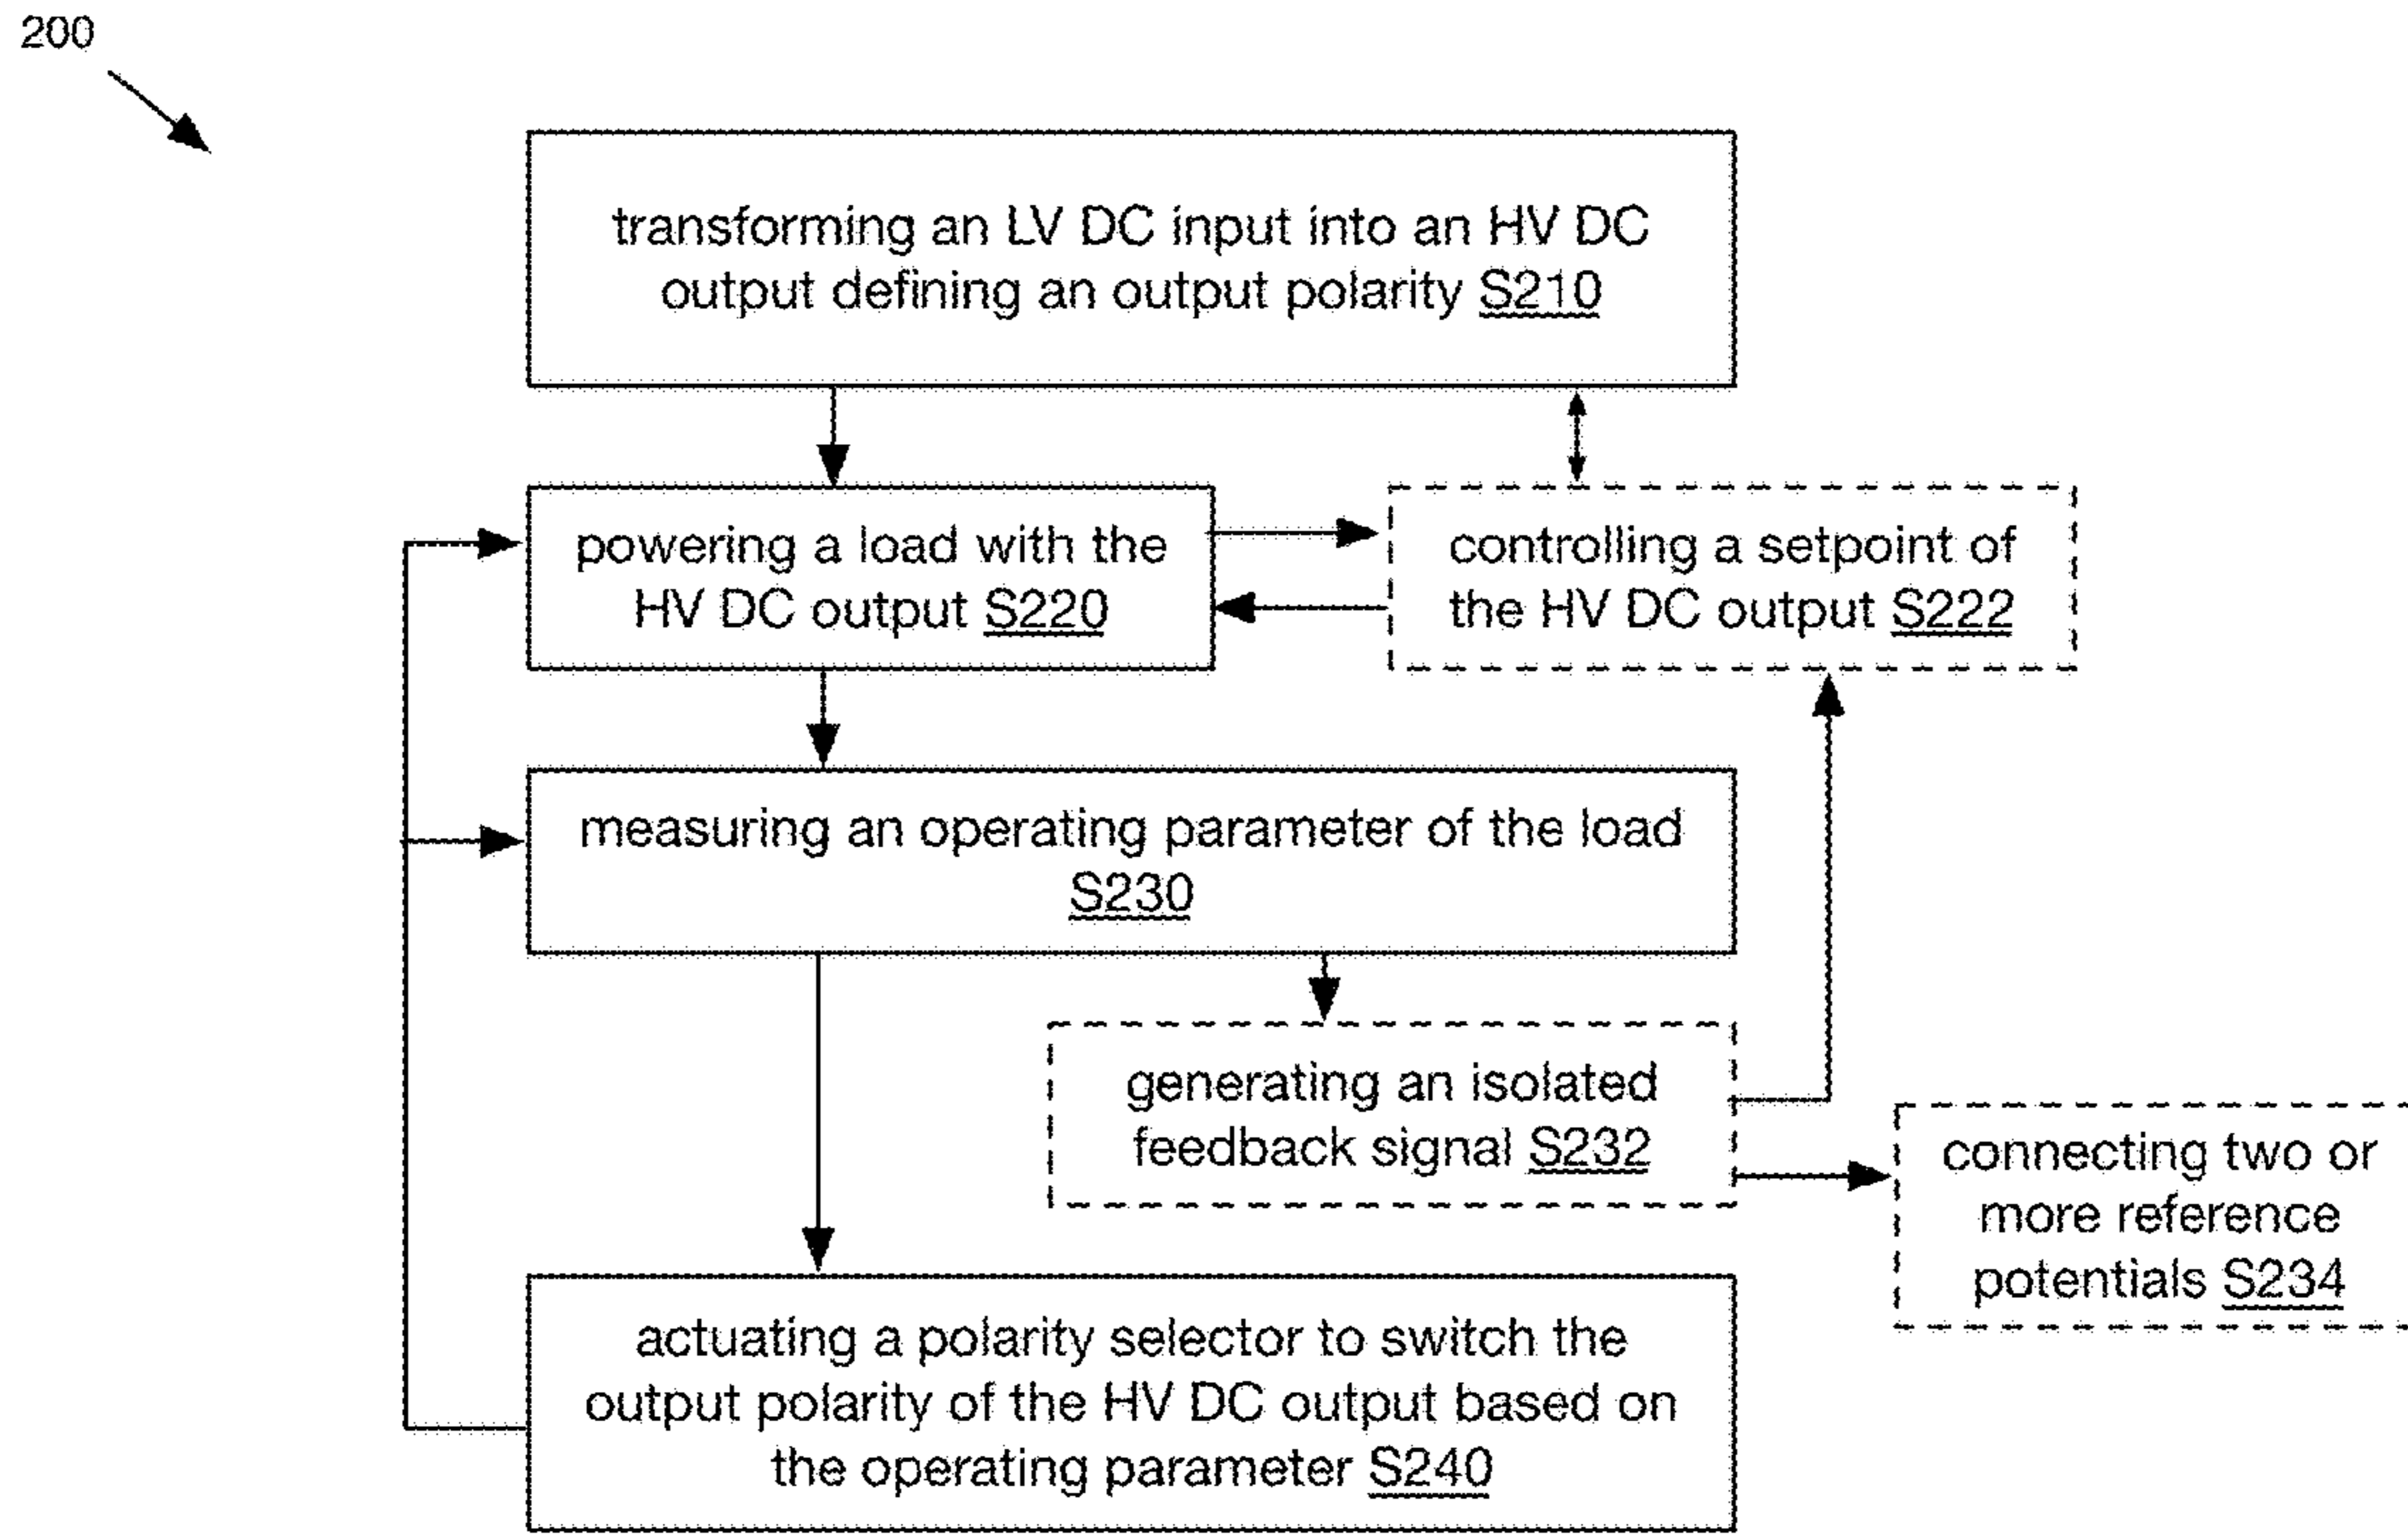 200
transforming an LV DC input into an HV DC
output defining an output polarity S210
powering a load with the
HV DC output S220
controlling a setpoint of
the HV DC output S222
measuring an operating parameter of the load
S230
generating an isolated
feedback signal S232
connecting two or
more reference
potentials S234
actuating a polarity selector to switch the
output polarity of the HV DC output based on
the operating parameter S240